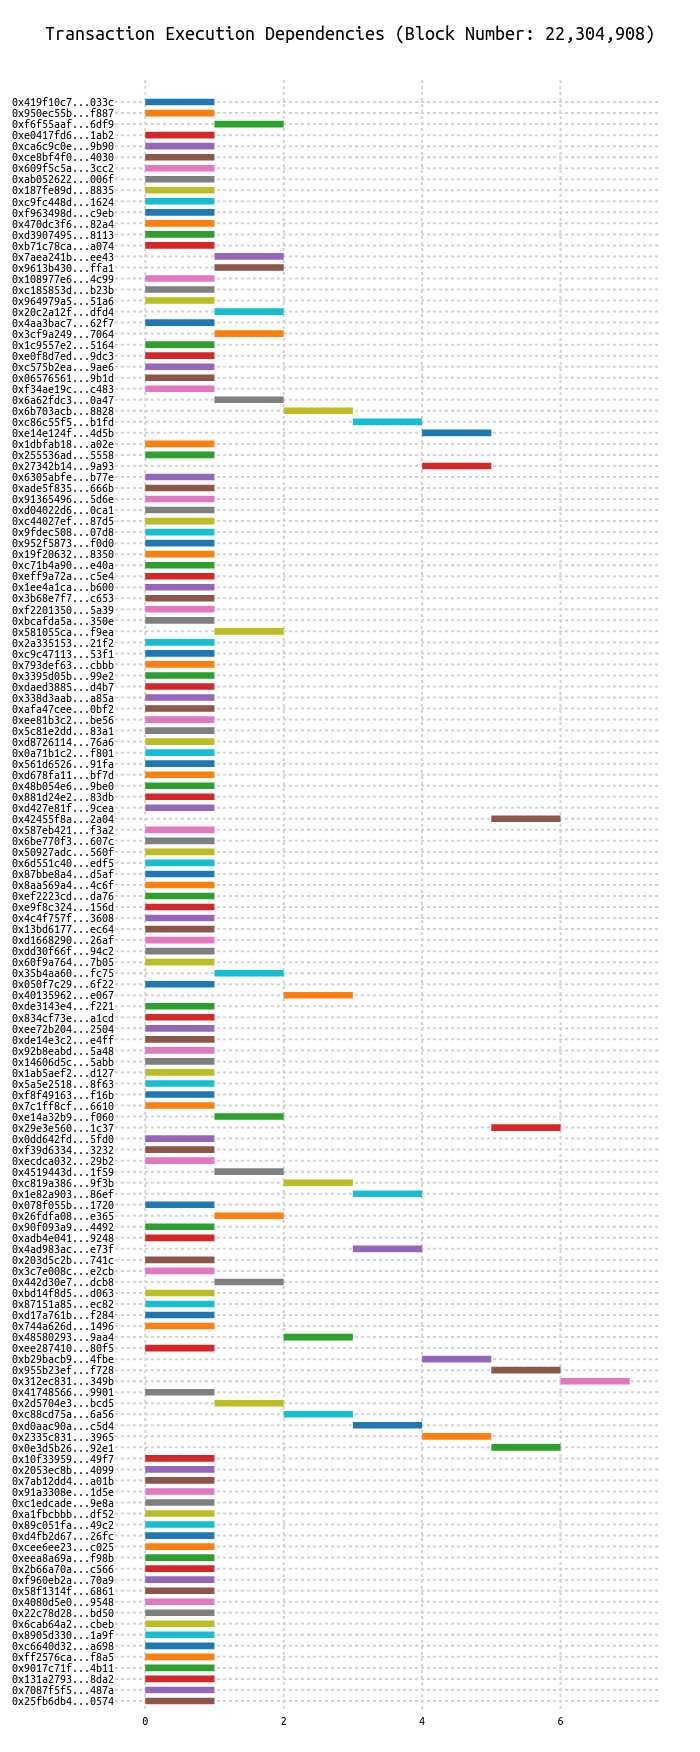 Transaction Execution Dependencies (Block Number: 22,304,908)
0x419f10c7...033c
0x950ec55b...f887
0xf6f55aaf...6df9
0xe0417fd6...1ab2
0xca6c9c0e...9b90
0xce8bf4f0...4030
0x609f5c5a...3cc2
0xab052622...006f
0x187fe89d...8835
0xc9fc448d...1624
0xf963498d...c9eb
0x470dc3f6...82a4
0xd3907495...8113
0xb71c78ca...a074
0x7aea241b...ee43
0x9613b430...ffa1
0x108977e6...4c99
0xc185853d...b23b
0x964979a5...51a6
0x20c2a12f...dfd4
0x4aa3bac7...62f7
0x3cf9a249...7064
0x1c9557e2...5164
0xe0f8d7ed...9dc3
0xc575b2ea...9ae6
0x06576561...9b1d
0xf34ae19c...c483
0x6a62fdc3...0a47
0x6b703acb...8828
0xc86c55f5...b1fd
0xe14e124f...4d5b
0x1dbfab18...a02e
0x255536ad...5558
0x27342b14...9a93
0x6305abfe...b77e
0xade5f835...666b
0x91365496...5d6e
0xd04022d6...0ca1
0xc44027ef...87d5
0x9fdec508...07d8
0x952f5873...f0d0
0x19f20632...8350
0xc71b4a90...e40a
0xeff9a72a...c5e4
0x1ee4a1ca...b600
0x3b68e7f7...c653
0xf2201350...5a39
0xbcafda5a...350e
0x581055ca...f9ea
0x2a335153...21f2
0xc9c47113...53f1
0x793def63...cbbb
0x3395d05b...99e2
0xdaed3885...d4b7
0x338d3aab...a85a
0xafa47cee...0bf2
0xee81b3c2...be56
0x5c81e2dd...83a1
0xd8726114...76a6
0x0a71b1c2...f801
0x561d6526...91fa
0xd678fa11...bf7d
0x48b054e6...9be0
0x881d24e2...83db
0xd427e81f...9cea
0x42455f8a...2a04
0x587eb421...f3a2
0x6be770f3...607c
0x50927adc...560f
0x6d551c40...edf5
0x87bbe8a4...d5af
0x8aa569a4...4c6f
0xef2223cd...da76
0xe9f8c324...156d
0x4c4f757f...3608
0x13bd6177...ec64
0xd1668290...26af
0xdd30f66f...94c2
0x60f9a764...7b05
0x35b4aa60...fc75
0x050f7c29...6f22
0x40135962...e067
0xde3143e4...f221
0x834cf73e...a1cd
0xee72b204...2504
0xde14e3c2...e4ff
0x92b8eabd...5a48
0x14606d5c...5abb
0x1ab5aef2...d127
0x5a5e2518...8f63
0xf8f49163...f16b
0x7c1ff8cf...6610
0xe14a32b9...f060
0x29e3e560...1c37
0x0dd642fd...5fd0
0xf39d6334...3232
0xecdca032...29b2
0x4519443d...1f59
0xc819a386...9f3b
0x1e82a903...86ef
0x078f055b...1720
0x26fdfa08...e365
0x90f093a9...4492
0xadb4e041...9248
0x4ad983ac...e73f
0x203d5c2b...741c
0x3c7e008c...e2cb
0x442d30e7...dcb8
0xbd14f8d5...d063
0x87151a85...ec82
0xd17a761b...f284
0x744a626d...1496
0x48580293...9aa4
0xee287410...80f5
0xb29bacb9...4fbe
0x955b23ef...f728
0x312ec831...349b
0x41748566...9901
0x2d5704e3...bcd5
0xc88cd75a...6a56
0xd0aac90a...c5d4
0x2335c831...3965
0x0e3d5b26...92e1
0x10f33959...49f7
0x2053ec8b...4099
0x7ab12dd4...a01b
0x91a3308e...1d5e
0xc1edcade...9e8a
0xa1fbcbbb...df52
0x89c051fa...49c2
0xd4fb2d67...26fc
0xcee6ee23...c025
0xeea8a69a...f98b
0x2b66a70a...c566
0xf960eb2a...70a9
0x58f1314f...6861
0x4080d5e0...9548
0x22c78d28...bd50
0x6cab64a2...cbeb
0x8905d330...1a9f
0xc6640d32...a698
0xff2576ca...f8a5
0x9017c71f...4b11
0x131a2793...8da2
0x7087f5f5...487a
0x25fb6db4...0574
0 2 4 6